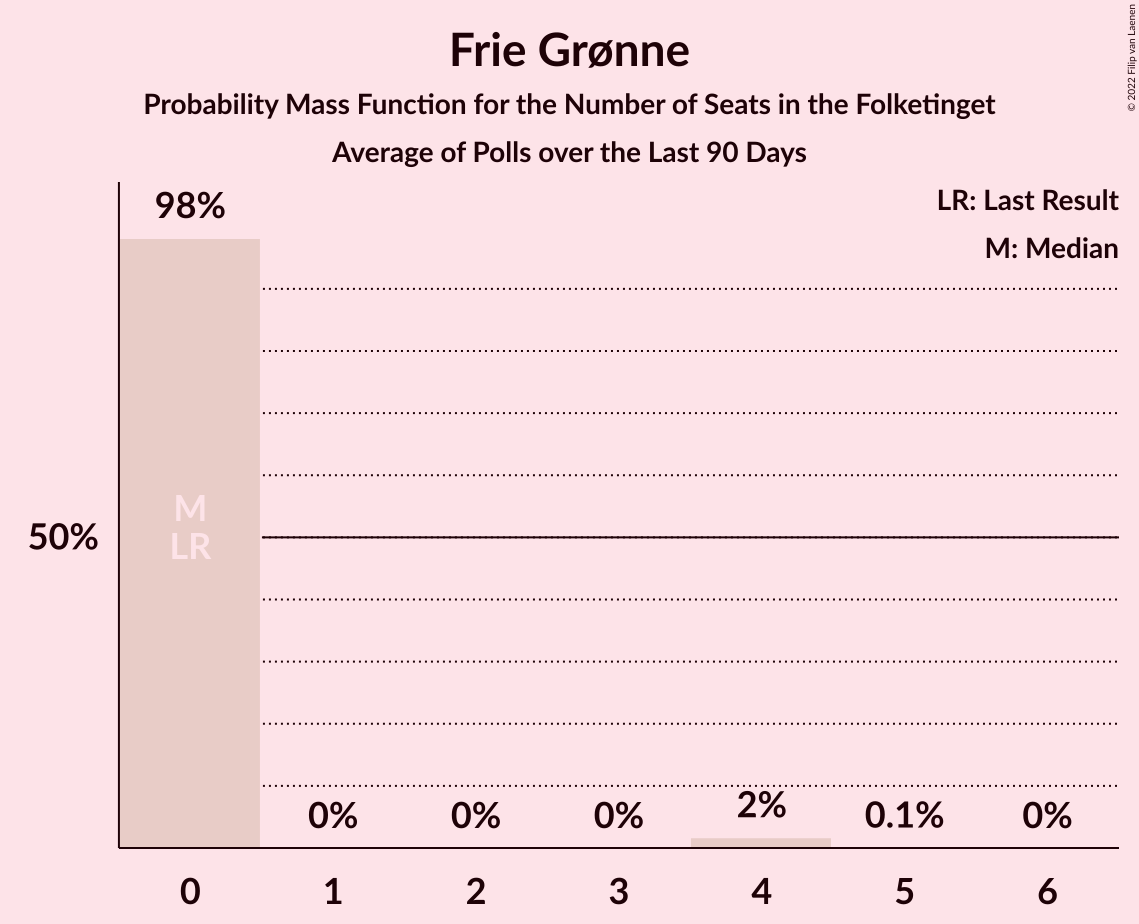 Frie Grønne
Probability Mass Function for the Number of Seats in the Folketinget
Average of Polls over the Last 90 Days
© 2022 Filip van Laenen
LR: Last Result
M: Median
98%
M
LR
50%
0%
0%
0%
2%
0.1%
0%
0
1
2
3
4
5
6